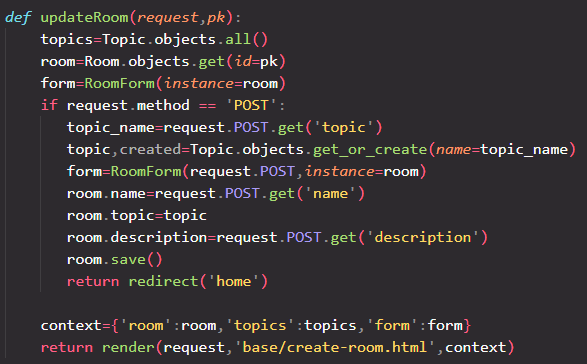 def updateRoom(request,pk):
    topics=Topic.objects.all()
    room=Room.objects.get(id=pk)
    form=RoomForm(instance=room)
    if request.method == 'POST':
        topic_name=request.POST.get('topic')
        topic,created=Topic.objects.get_or_create(name=topic_name)
        form=RoomForm(request.POST,instance=room)
        room.name=request.POST.get('name')
        room.topic=topic
        room.description=request.POST.get('description')
        room.save()
        return redirect('home')

    context={'room':room,'topics':topics,'form':form}
    return render(request,'base/create-room.html',context)